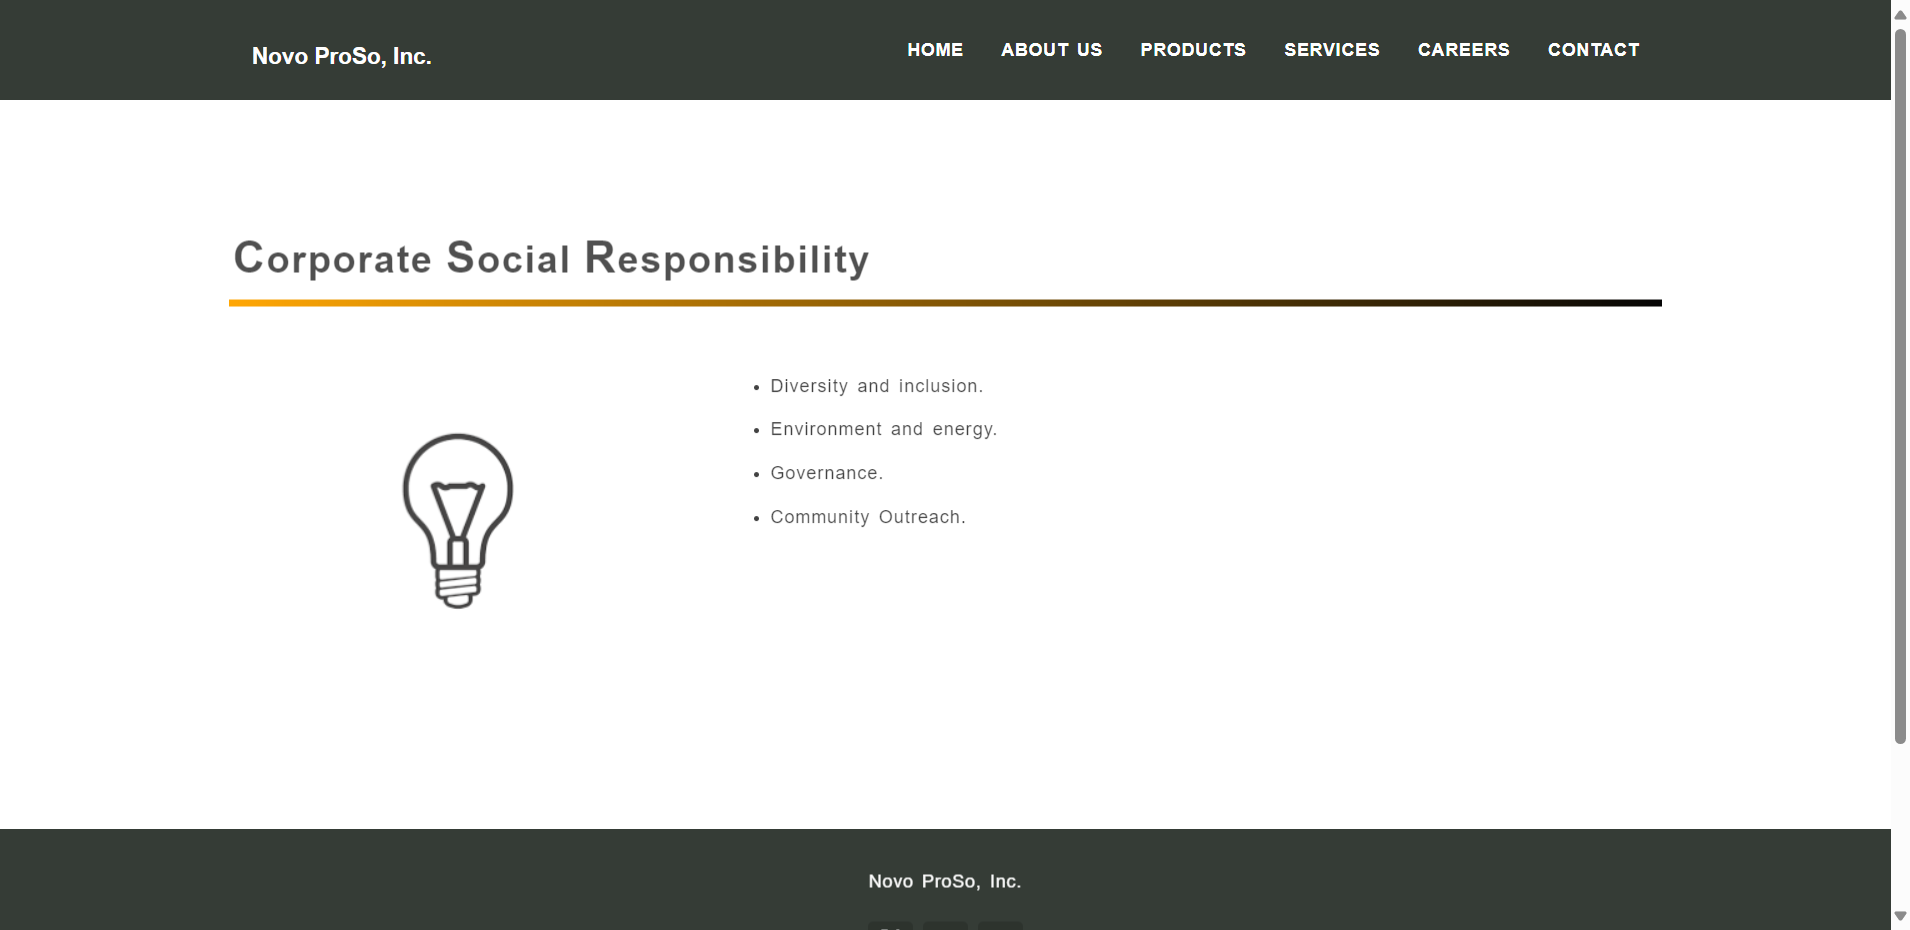 Novo ProSo, Inc.
HOME ABOUT US PRODUCTS SERVICES CAREERS CONTACT
Corporate Social Responsibility
Diversity and inclusion.
Environment and energy.
Governance.
Community Outreach.
Novo ProSo, Inc.